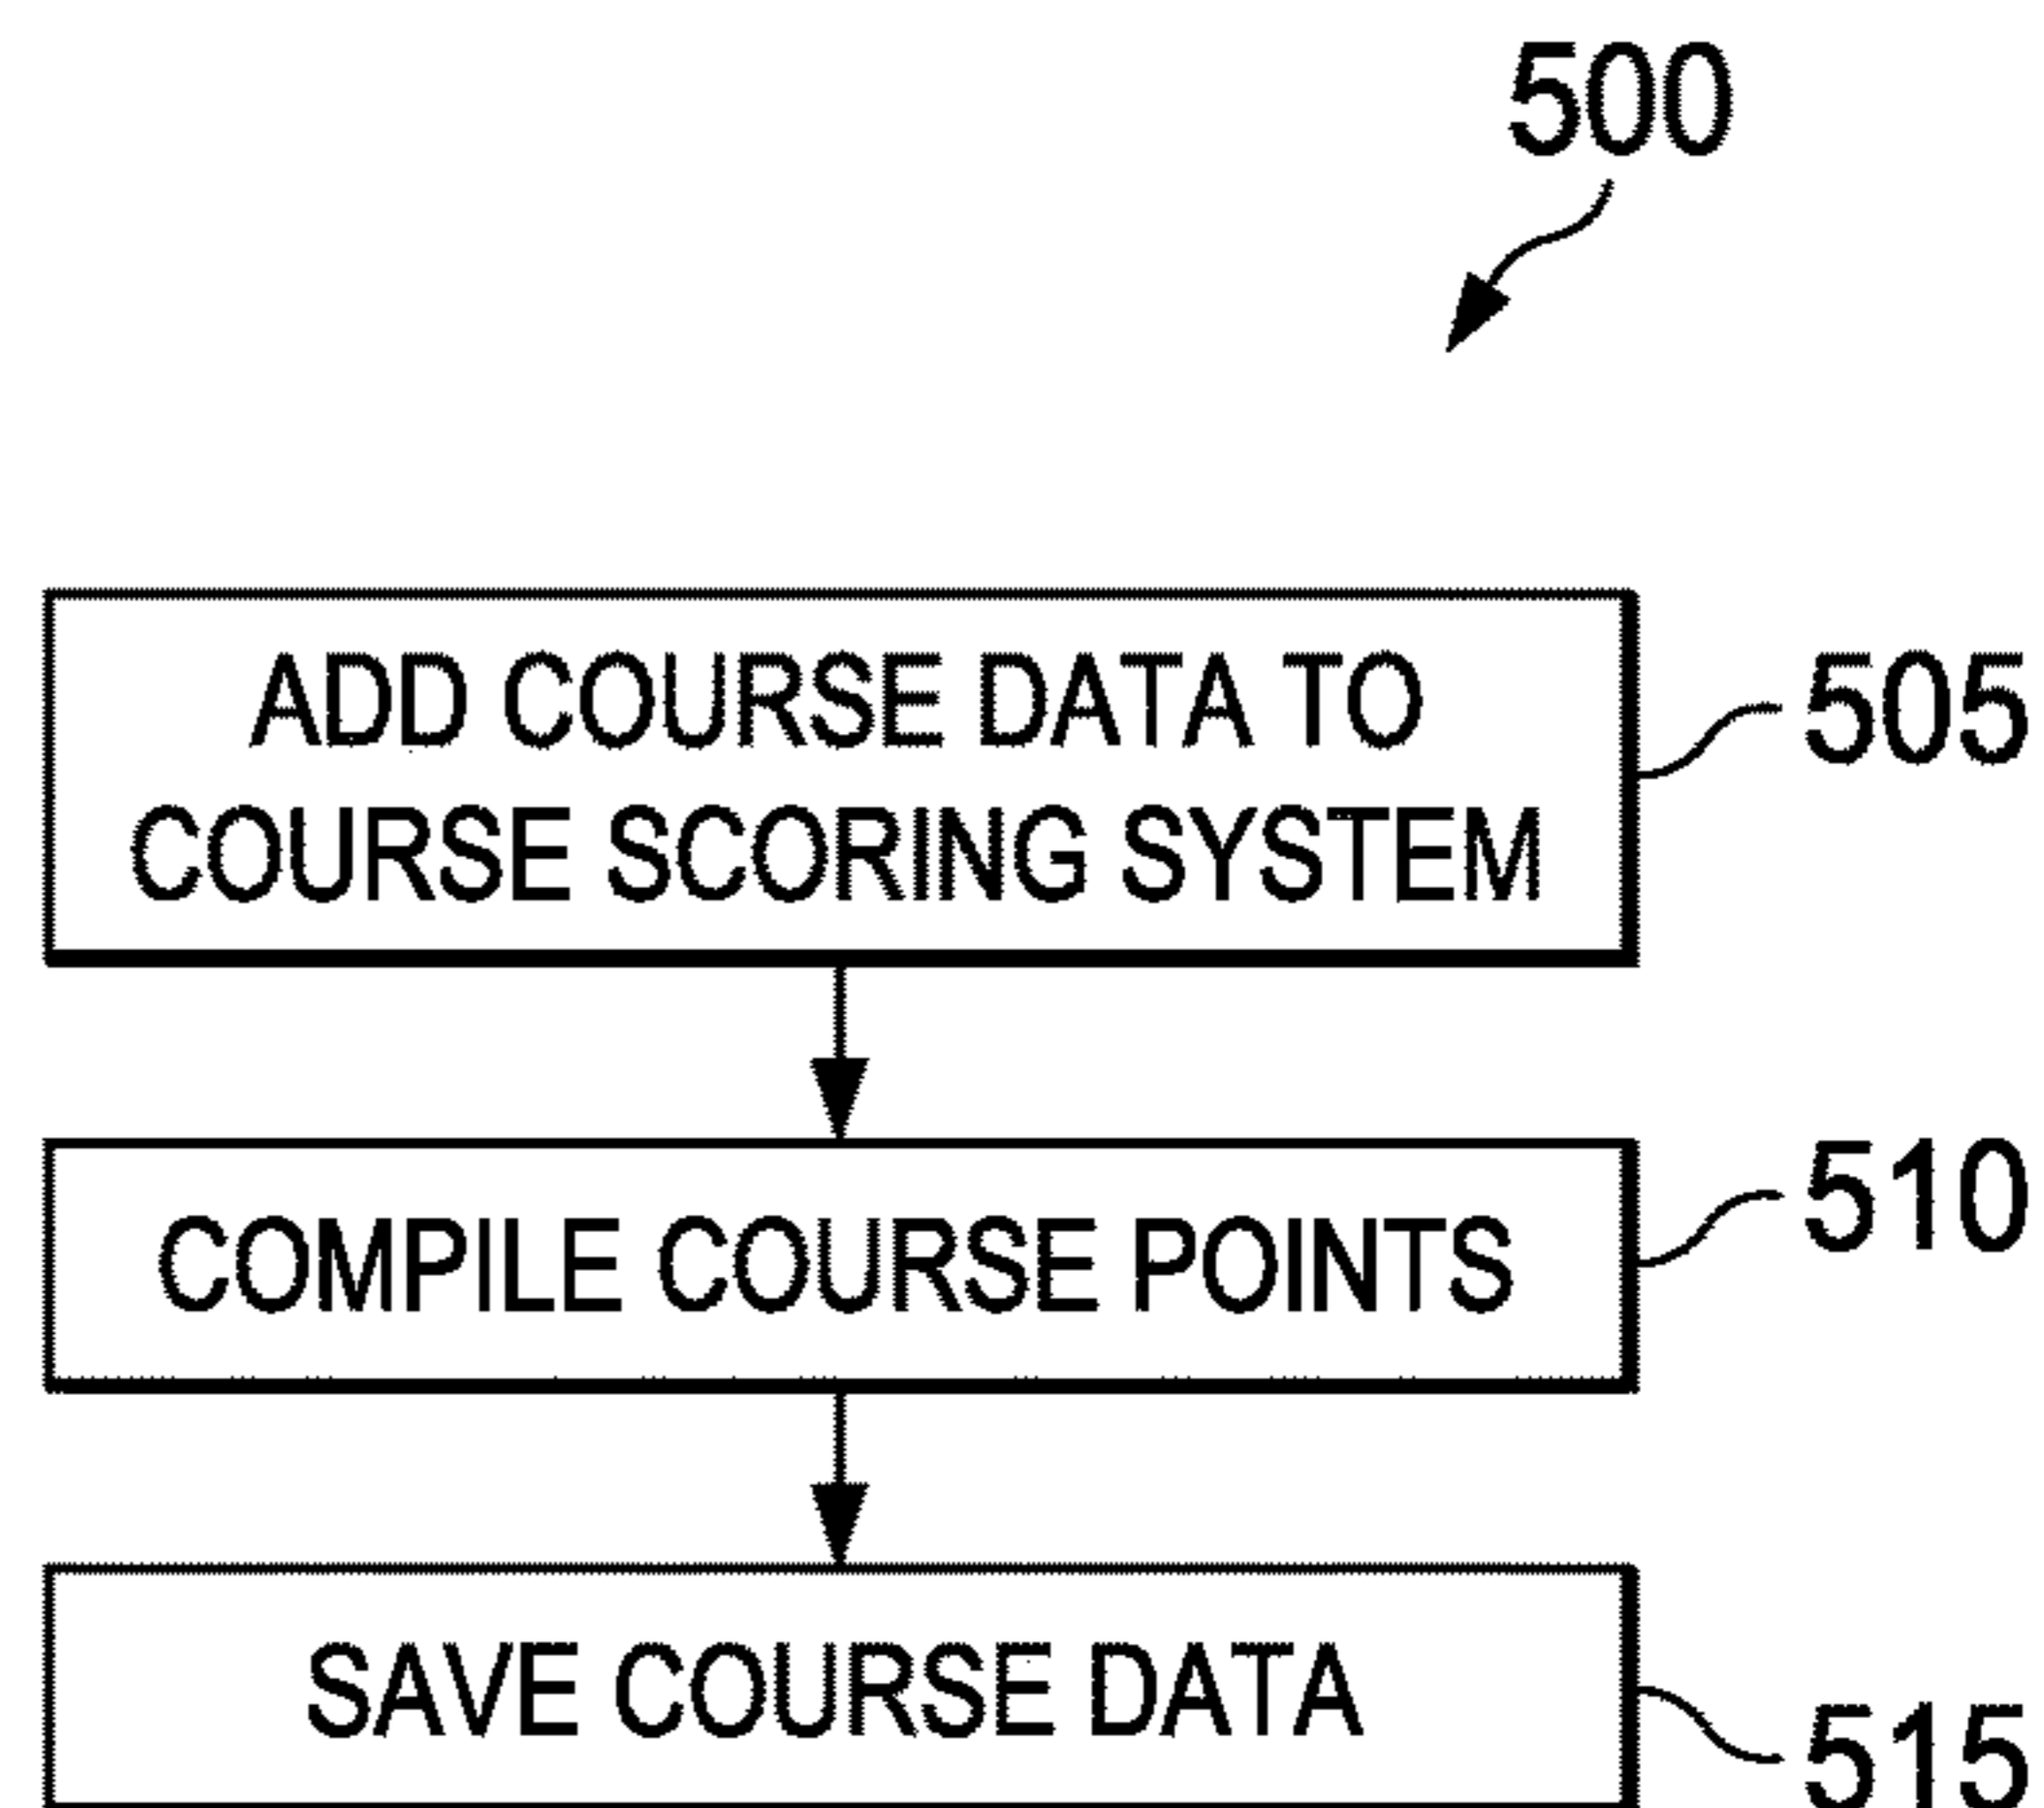 500
ADD COURSE DATA TO
COURSE SCORING SYSTEM
505
COMPILE COURSE POINTS
510
SAVE COURSE DATA
515